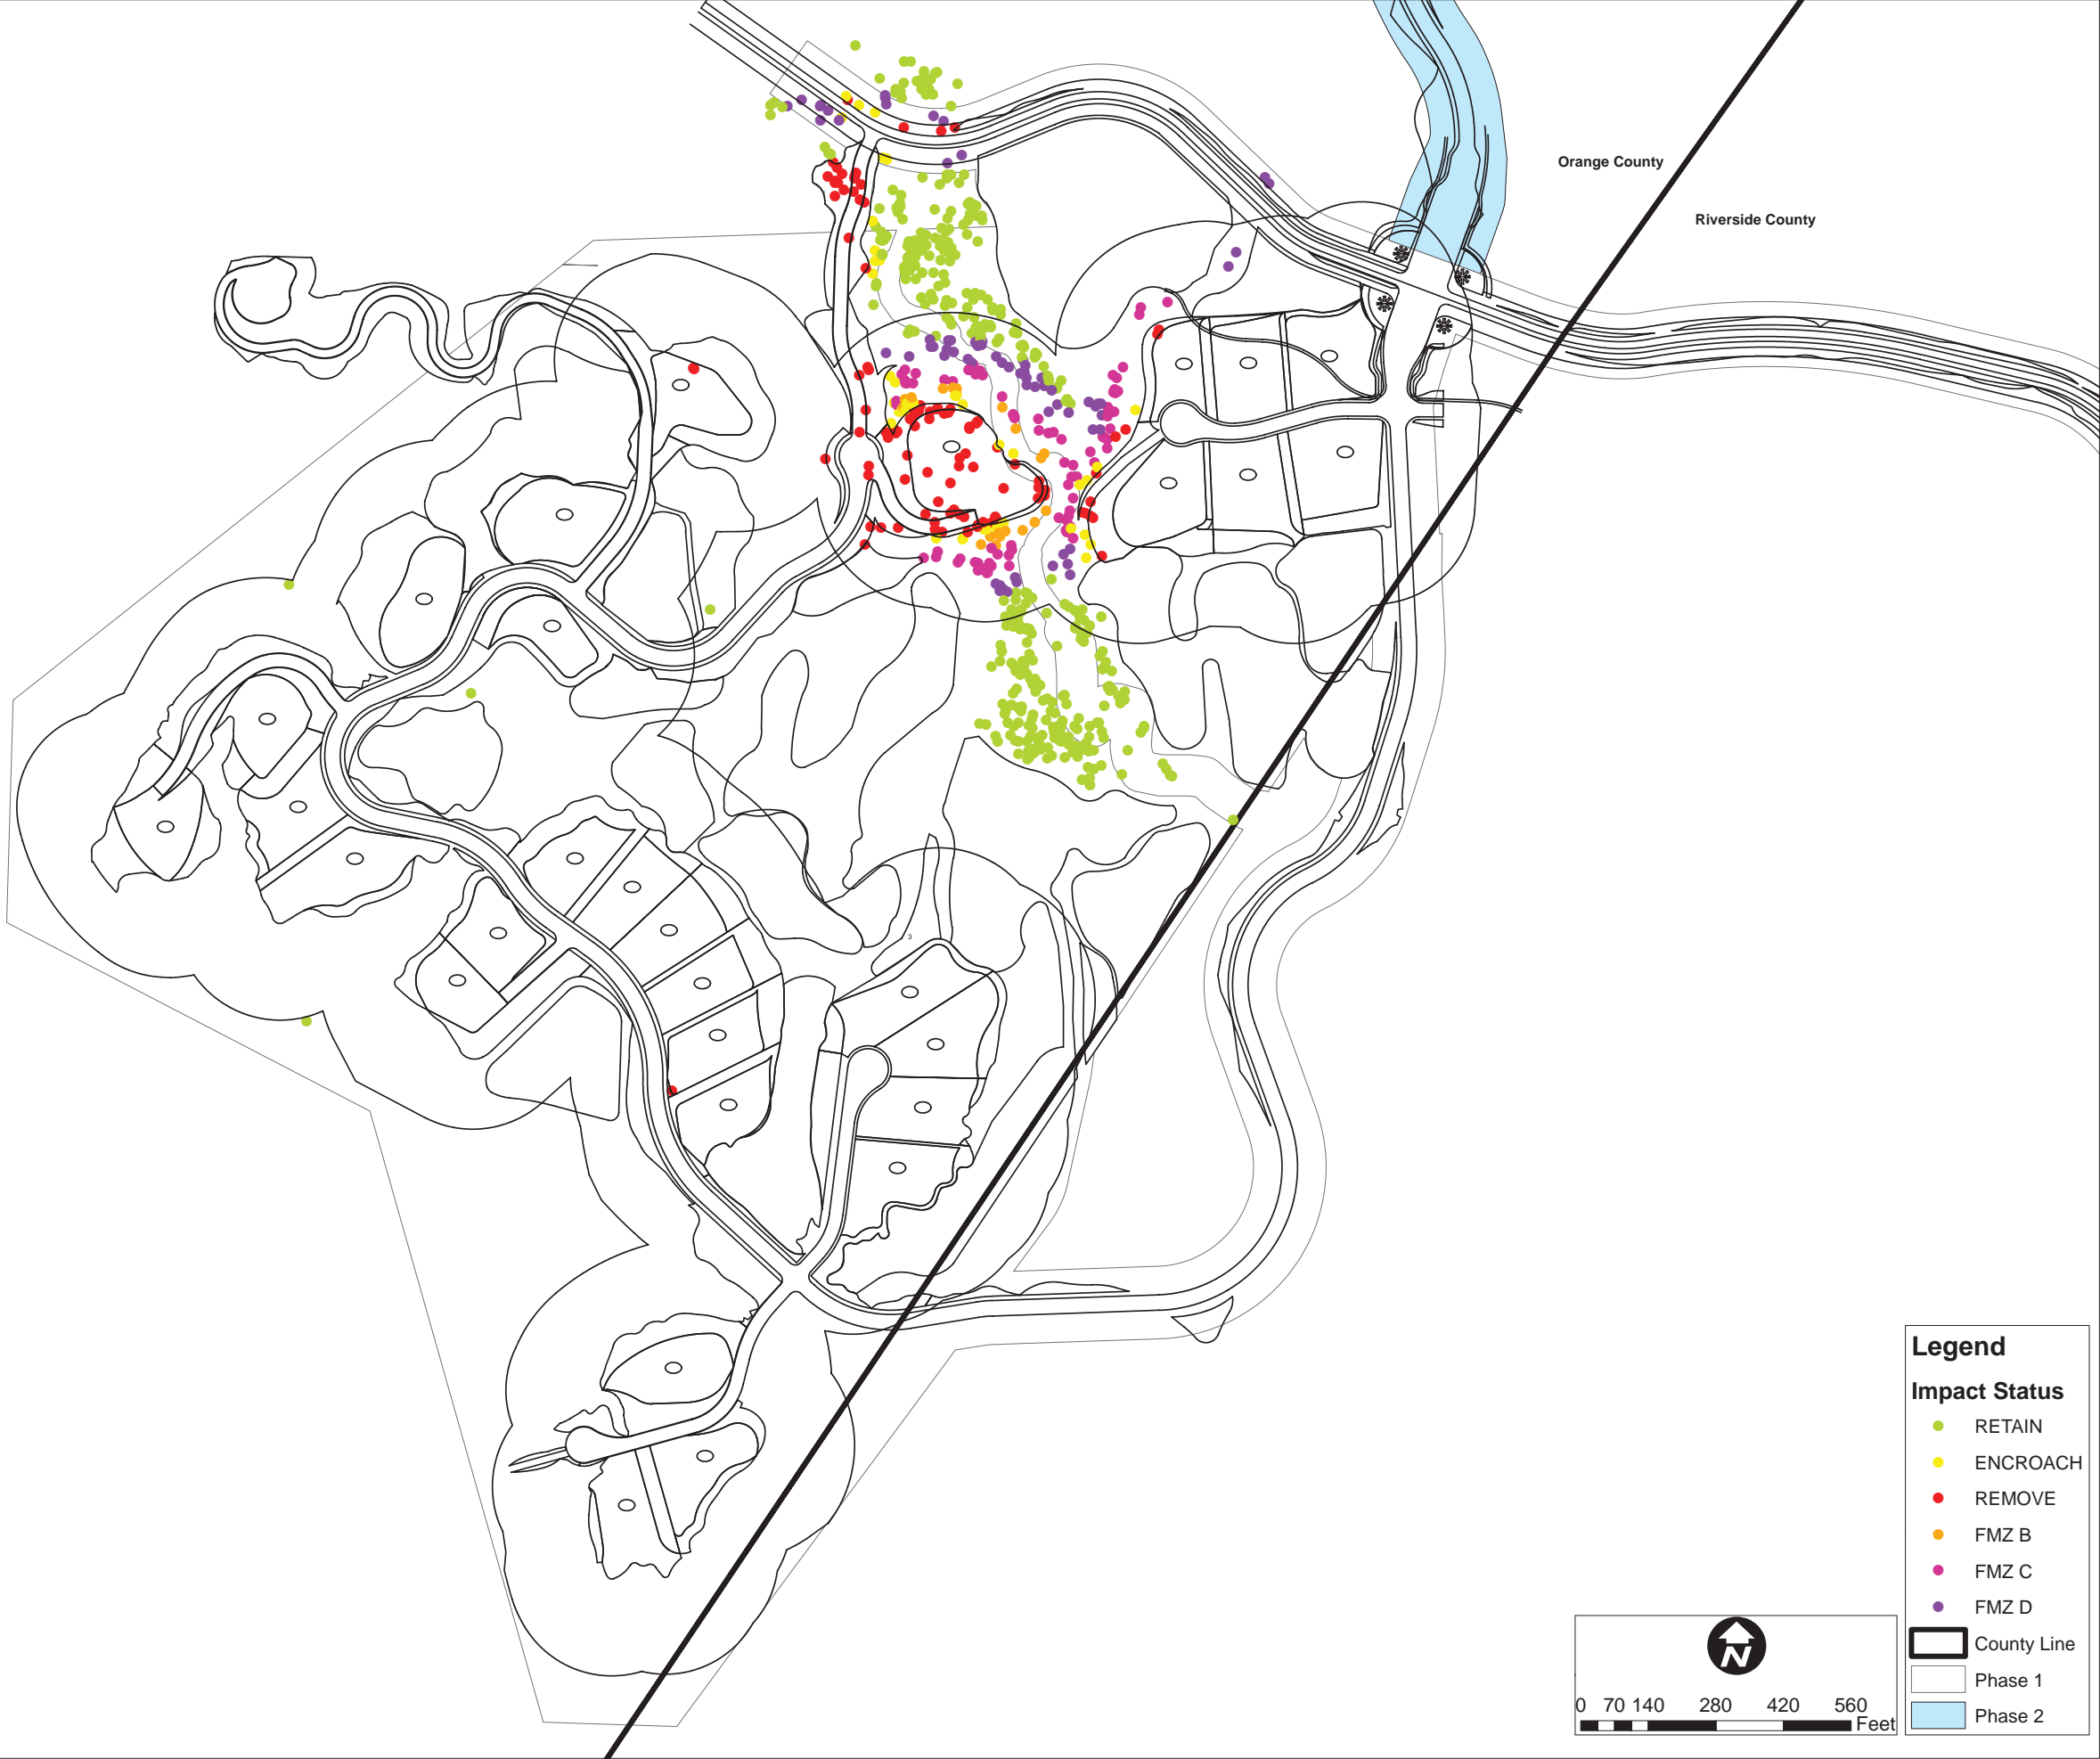 Orange County
Riverside County
3
Legend
Impact Status
RETAIN
ENCROACH
REMOVE
FMZ B
FMZ C
FMZ D
County Line
Phase 1
Phase 2
N
0 70 140 280 420 560
Feet